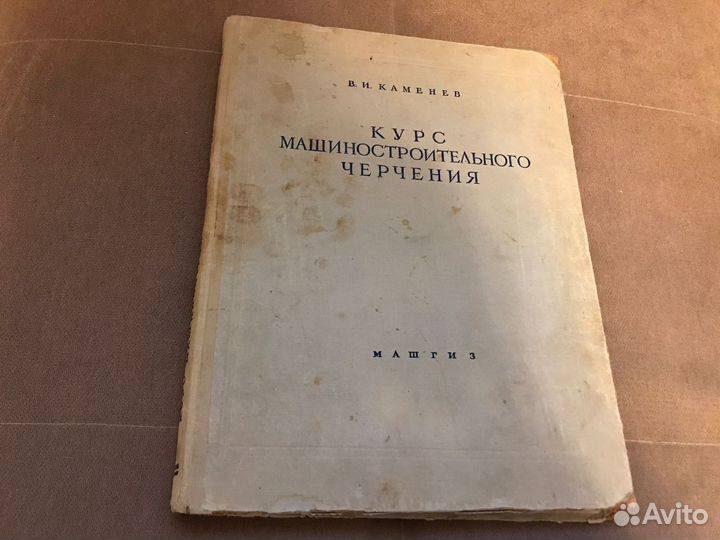 В. И. КАМЕНЕВ
КУРС
МАШИНОСТРОИТЕЛЬНОГО
ЧЕРЧЕНИЯ
МАШГИЗ
Avito